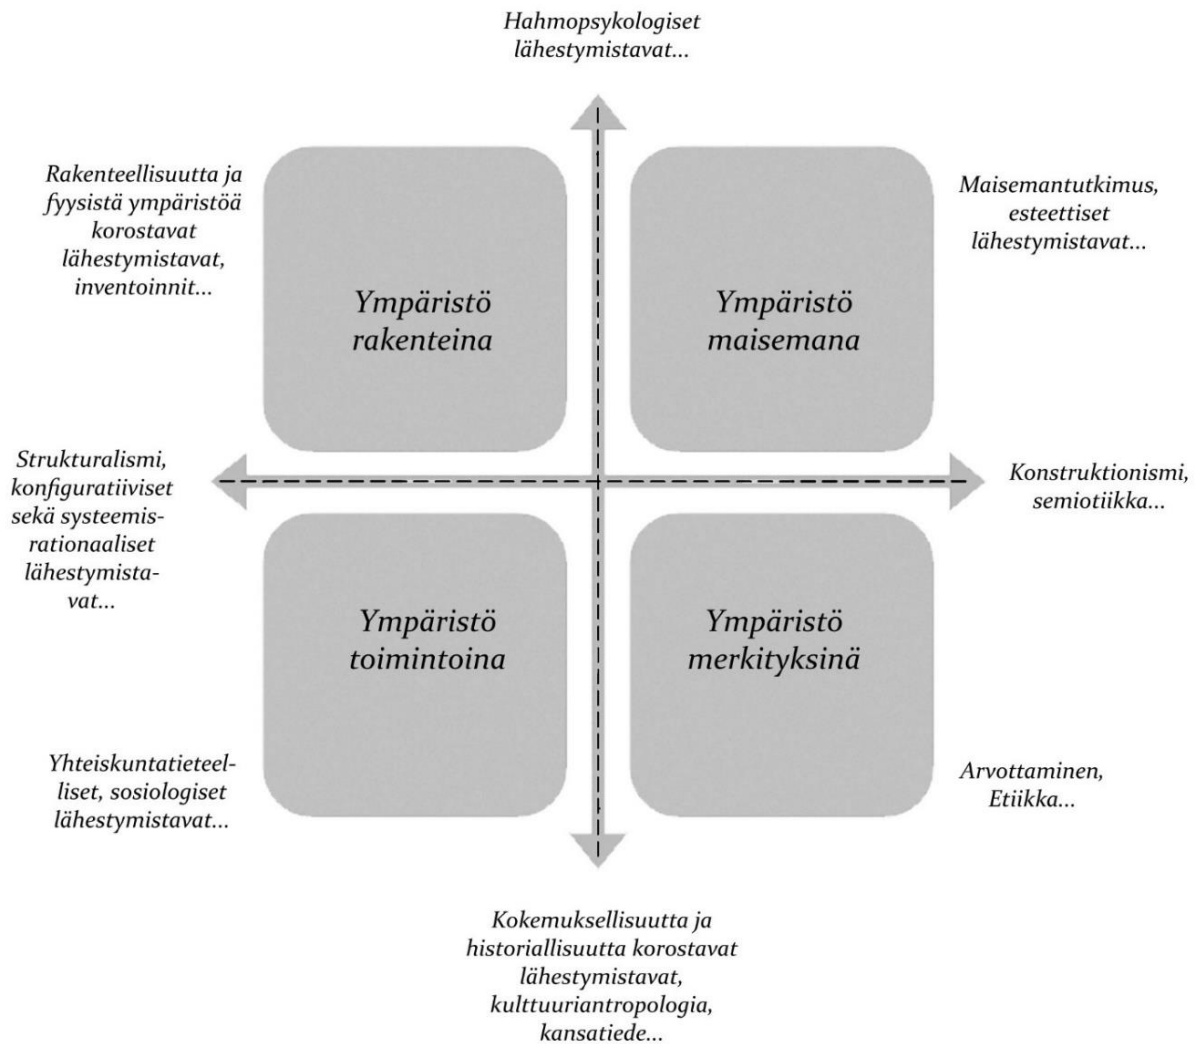 Hahmopsykologiset
lähestymistavat...
Rakenteellisuutta ja
fyysistä ympäristöä
korostavat
lähestymistavat,
inventoinnit...
Maisemantutkimus,
esteettiset
lähestymistavat...
Ympäristö
rakenteina
Ympäristö
maisemana
Strukturalismi,
konfiguratiiviset
sekä systeemis-
rationaaliset
lähestymista-
vat...
Konstruktionismi,
semiotiikka...
Ympäristö
toimintoina
Ympäristö
merkityksinä
Yhteiskuntatieteel-
liset, sosiologiset
lähestymistavat...
Arvottaminen,
Etiikka...
Kokemuksellisuutta ja
historiallisuutta korostavat
lähestymistavat,
kulttuuriantropologia,
kansatiede...